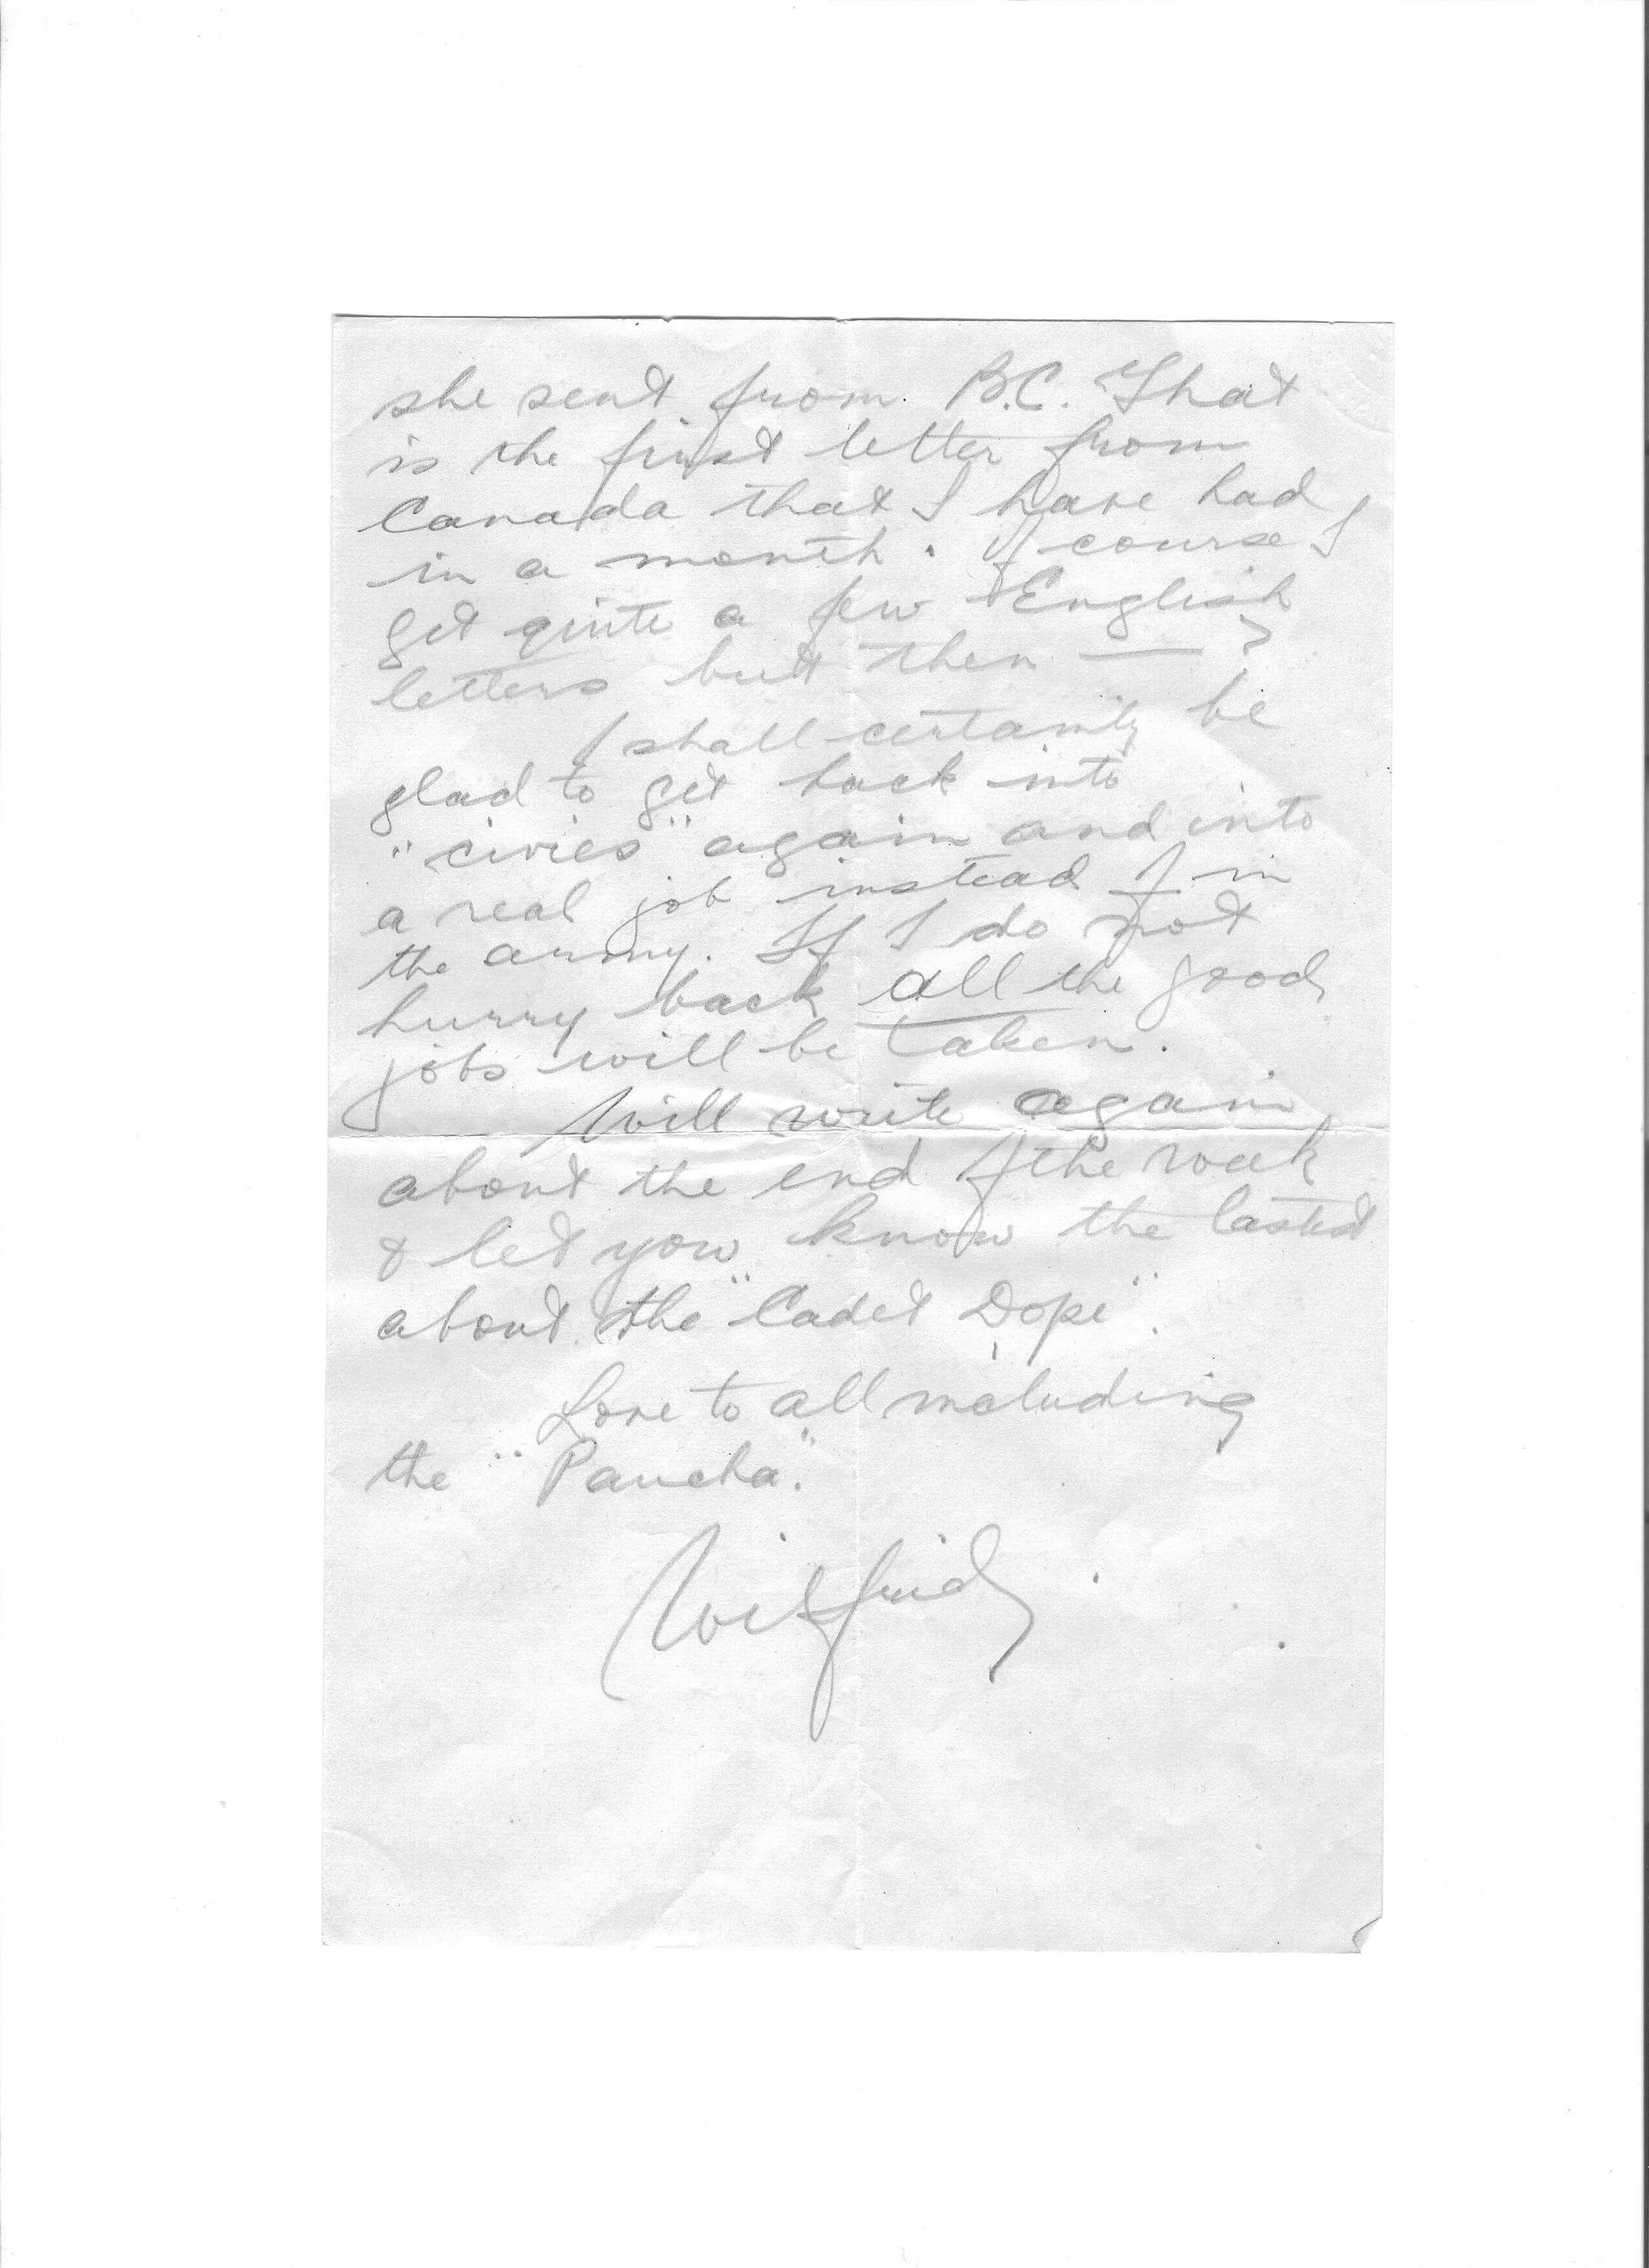 she sent from B.C. That
is the first letter from
Canada that I have had
in a month. Of course I
get quite a few English
letters but then — ?
I shall certainly be
glad to get back into
"civies" again and into
a real job instead of in
the army. If I do not
hurry back all the good
jobs will be taken.
Will write again
about the end of the week
& let you know the lastest
about the "Cadet Dope".
Love to all including
the "Pancha."
Wilfrid